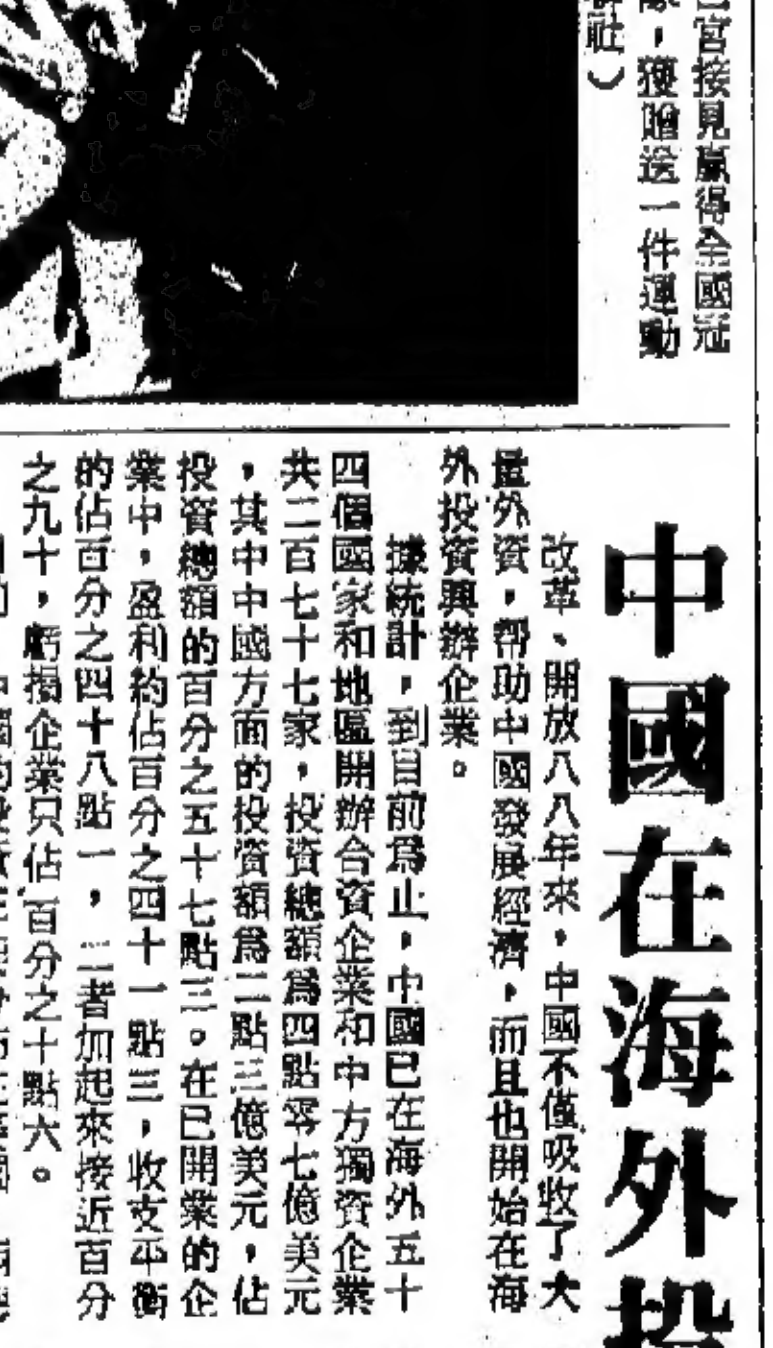 宮接見贏得全國冠
,獲贈送一件運動
社)
中國在海外投
改革、開放八八年來,中國不僅吸收了大
量外資,帮助中國發展經濟,而且也開始在海
外投資興辦企業。
據統計,到目前爲止,中國已在海外五十
四個國家和地區開辦合資企業和中方獨資企業
共二百七十七家,投資總額爲四點零七億美元
,其中中國方面的投資額爲二點三億美元,佔
投資總額的百分之五十七點三。在已開業的企
業中,盈利約佔百分之四十一點三,收支平衡
的佔百分之四十八點一,二者加起來接近百分
之九十,虧損企業只佔百分之十點六。